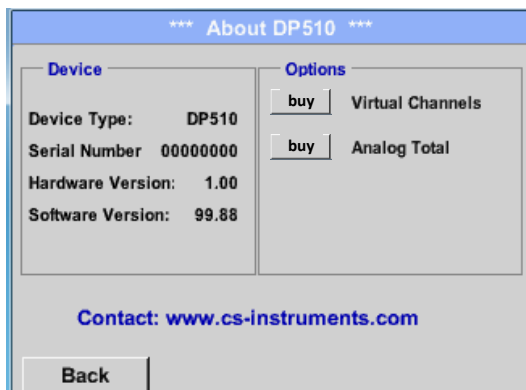 *** About DP510 ***
Device
Device Type: DP510
Serial Number 00000000
Hardware Version: 1.00
Software Version: 99.88
Options
buy Virtual Channels
buy Analog Total
Contact: www.cs-instruments.com
Back